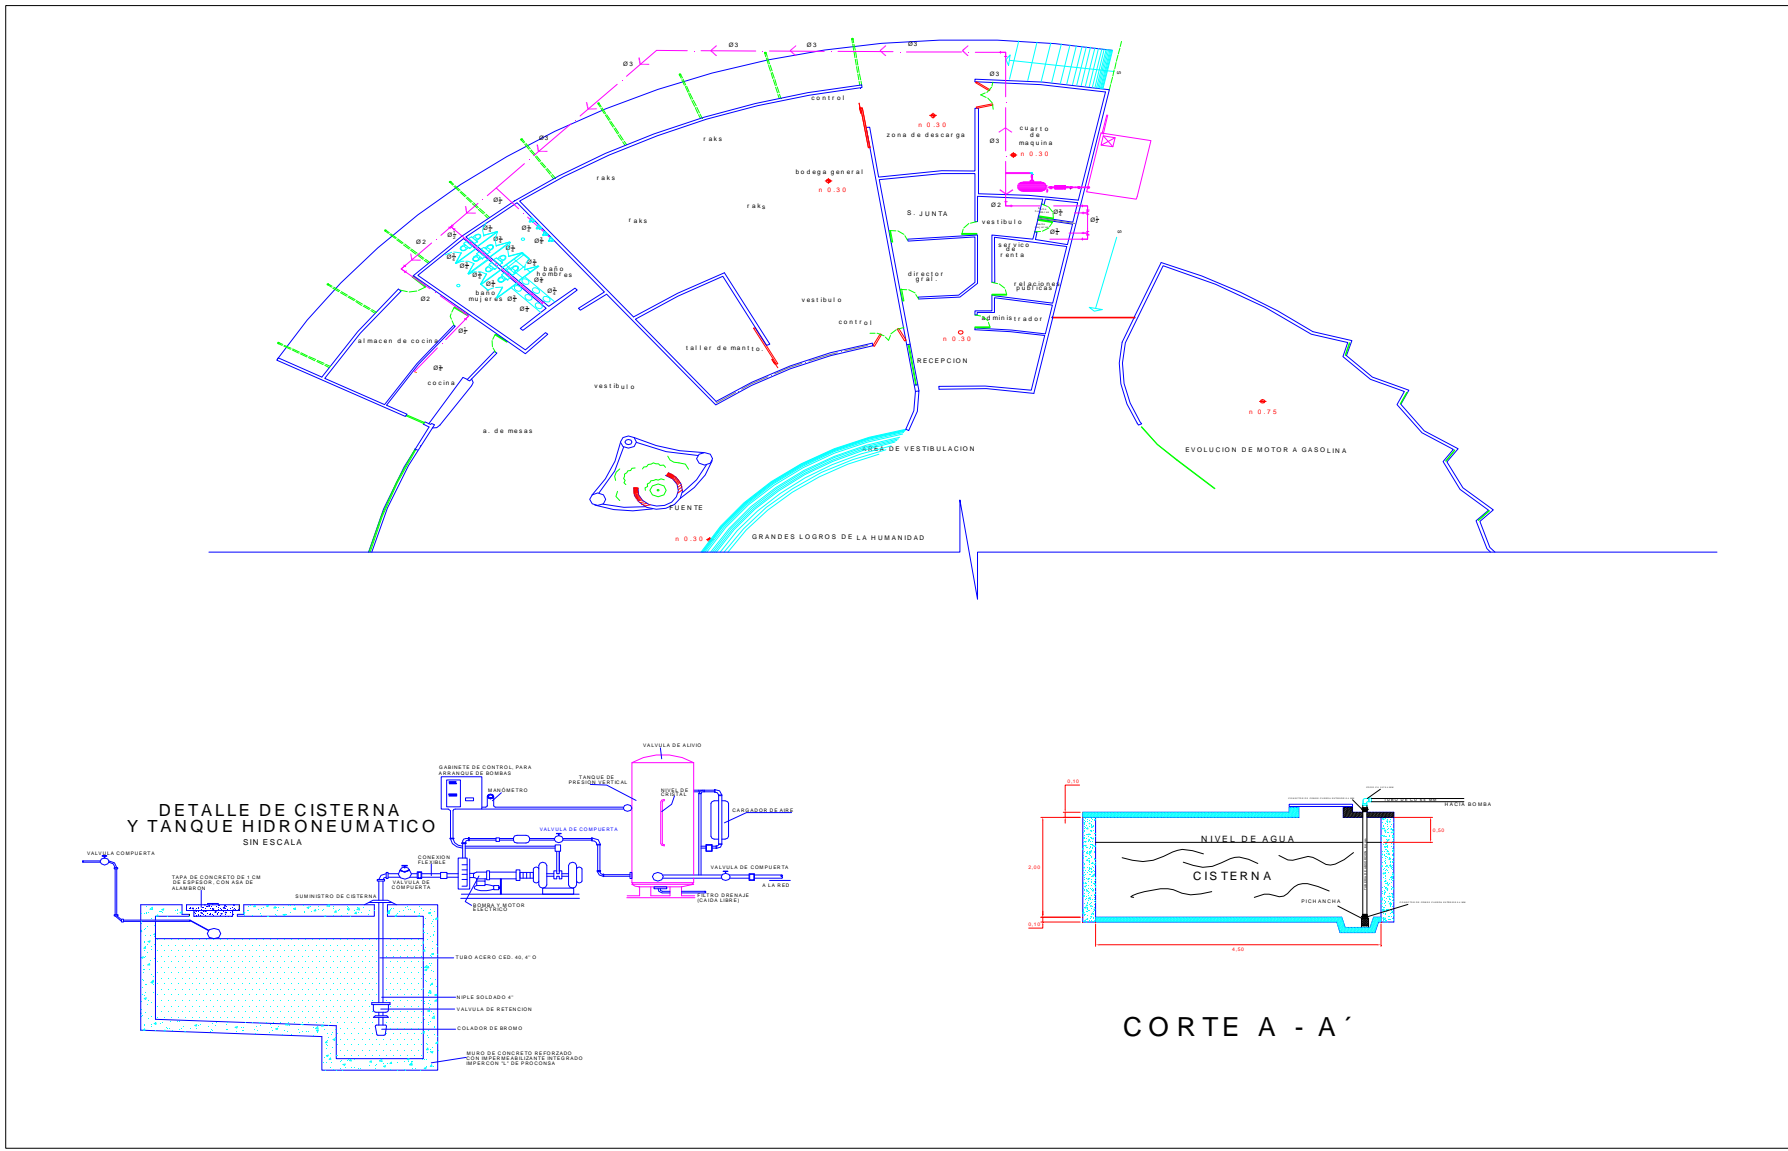 Ø3
Ø3
Ø3
Ø3
Ø3
Ø3
Ø3
control
n 0.30
zona de descarga
cuarto
de
maquina
n 0.30
raks
raks
raks
raks
bodega general
n 0.30
S. JUNTA
Ø2
vestibulo
servico
de
renta
director
gral.
relaciones
publicas
administrador
vestibulo
control
n 0.30
RECEPCION
taller de mantto.
baño
hombres
baño
mujeres
Ø2
Ø2
almacen de cocina
cocina
vestibulo
a. de mesas
FUENTE
AREA DE VESTIBULACION
n 0.30
GRANDES LOGROS DE LA HUMANIDAD
n 0.75
EVOLUCION DE MOTOR A GASOLINA
DETALLE DE CISTERNA
Y TANQUE HIDRONEUMATICO
SIN ESCALA
VALVULA COMPUERTA
TAPA DE CONCRETO DE 1 CM
DE ESPESOR, CON ASA DE
ALAMBRON
SUMINISTRO DE CISTERNA
GABINETE DE CONTROL, PARA
ARRANQUE DE BOMBAS
MANÓMETRO
CONEXION
FLEXIBLE
VALVULA DE
COMPUERTA
BOMBA Y MOTOR
ELECTRICO
VALVULA DE COMPUERTA
TANQUE DE
PRESION VERTICAL
VALVULA DE ALIVIO
NIVEL DE
CRISTAL
CARGADOR DE AIRE
VALVULA DE COMPUERTA
A LA RED
FILTRO DRENAJE
(CAIDA LIBRE)
TUBO ACERO CED. 40, 4" O
NIPLE SOLDADO 4"
VALVULA DE RETENCION
COLADOR DE BROMO
MURO DE CONCRETO REFORZADO
CON IMPERMEABILIZANTE INTEGRADO
IMPERCON "L" DE PROCONSA
0,10
2,00
0,10
4,50
0,50
HACIA BOMBA
NIVEL DE AGUA
CISTERNA
PICHANCHA
CORTE A - A´